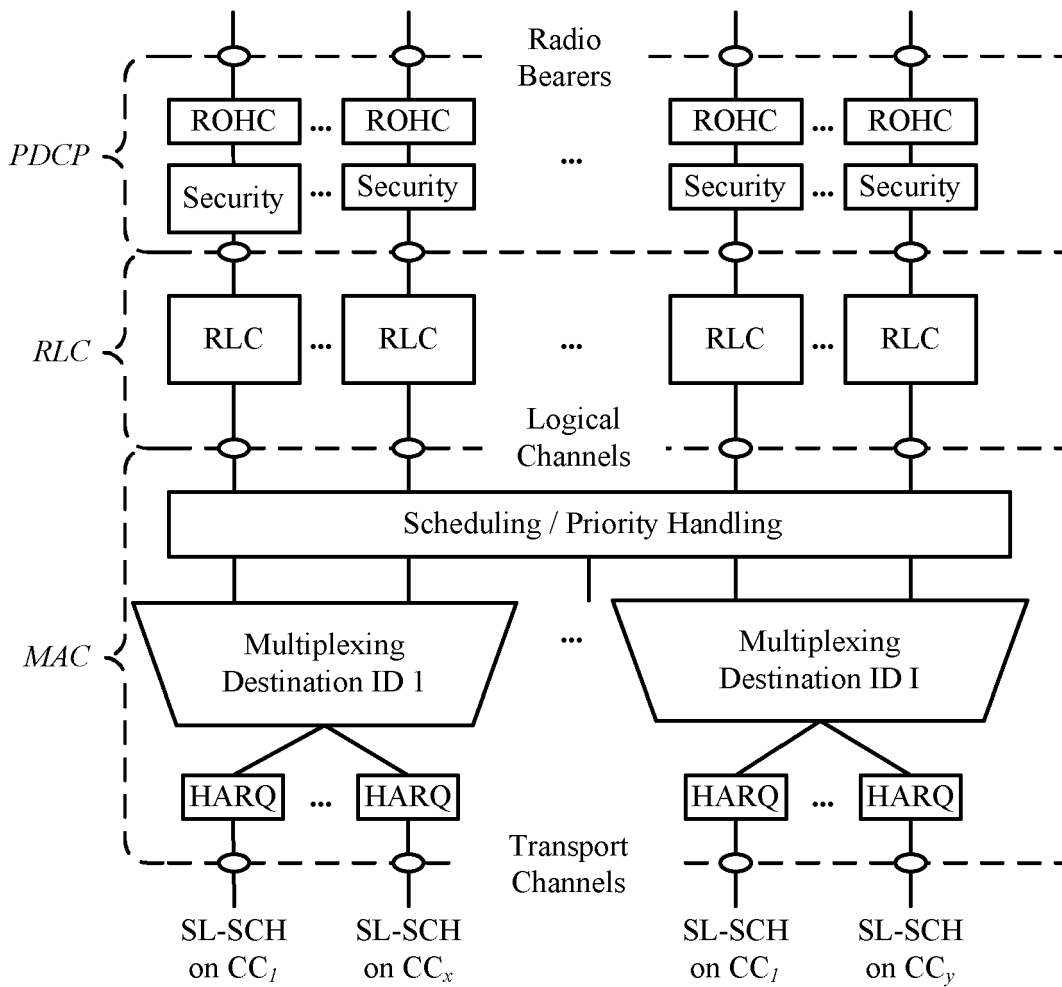 Radio
Bearers
ROHC ... ROHC ROHC ... ROHC
PDCP ...
Security ... Security Security ... Security
RLC RLC ... RLC ... RLC ... RLC
Logical
Channels
Scheduling / Priority Handling
MAC
Multiplexing
Destination ID 1
...
Multiplexing
Destination ID I
HARQ ... HARQ HARQ ... HARQ
Transport
Channels
SL-SCH
on CC1
SL-SCH
on CCx
SL-SCH
on CC1
SL-SCH
on CCy